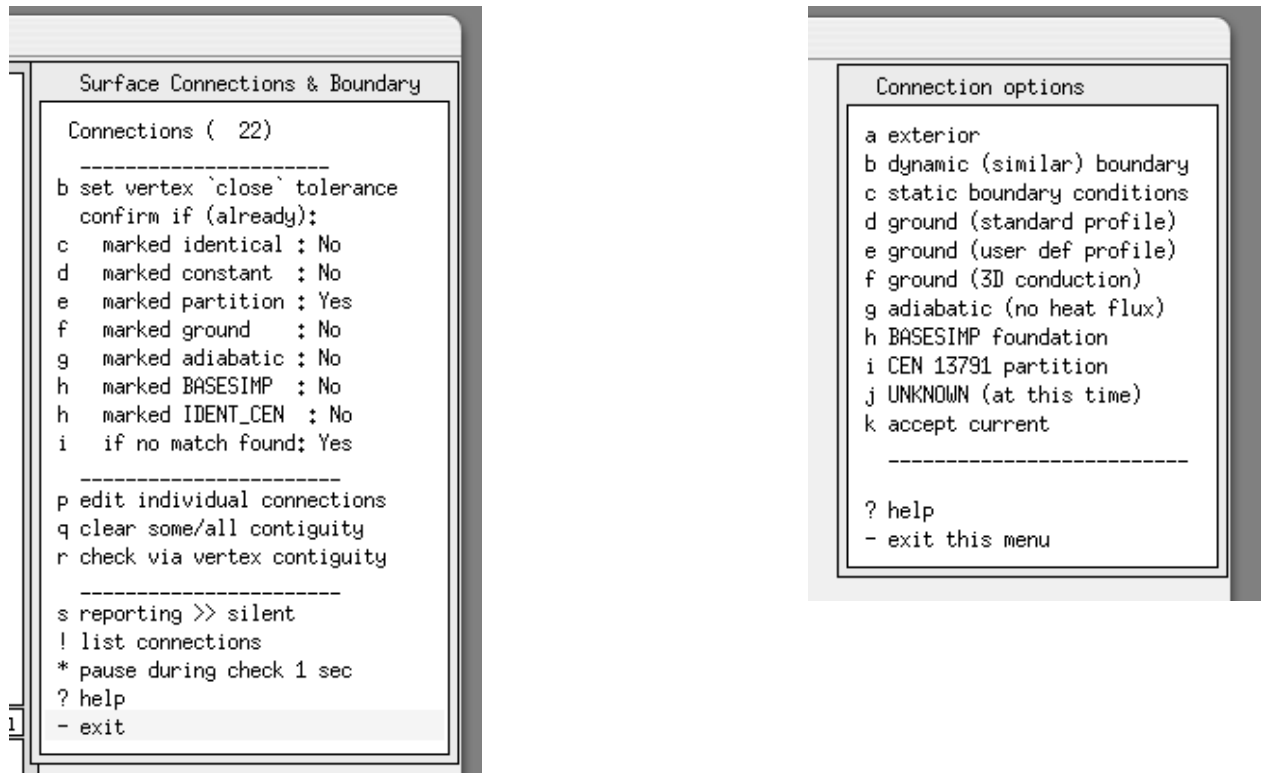 Surface Connections & Boundary
Connections (  22)
______________________
b set vertex `close` tolerance
confirm if (already):
c   marked identical : No
d   marked constant  : No
e   marked partition : Yes
f   marked ground    : No
g   marked adiabatic : No
h   marked BASESIMP  : No
h   marked IDENT_CEN  : No
i   if no match found: Yes
_______________________
p edit individual connections
q clear some/all contiguity
r check via vertex contiguity
_______________________
s reporting >> silent
! list connections
* pause during check 1 sec
? help
- exit
1
Connection options
a exterior
b dynamic (similar) boundary
c static boundary conditions
d ground (standard profile)
e ground (user def profile)
f ground (3D conduction)
g adiabatic (no heat flux)
h BASESIMP foundation
i CEN 13791 partition
j UNKNOWN (at this time)
k accept current
__________________________
? help
- exit this menu